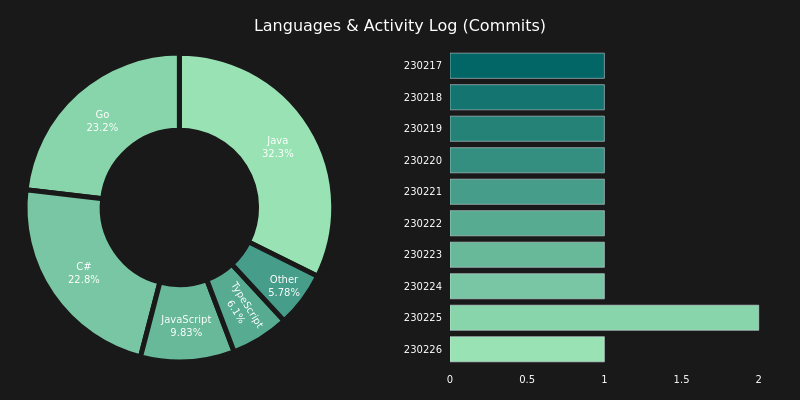 Languages & Activity Log (Commits)
Go
23.2%
Java
32.3%
C#
22.8%
JavaScript
9.83%
TypeScript
6.1%
Other
5.78%
230217
230218
230219
230220
230221
230222
230223
230224
230225
230226
0 0.5 1 1.5 2